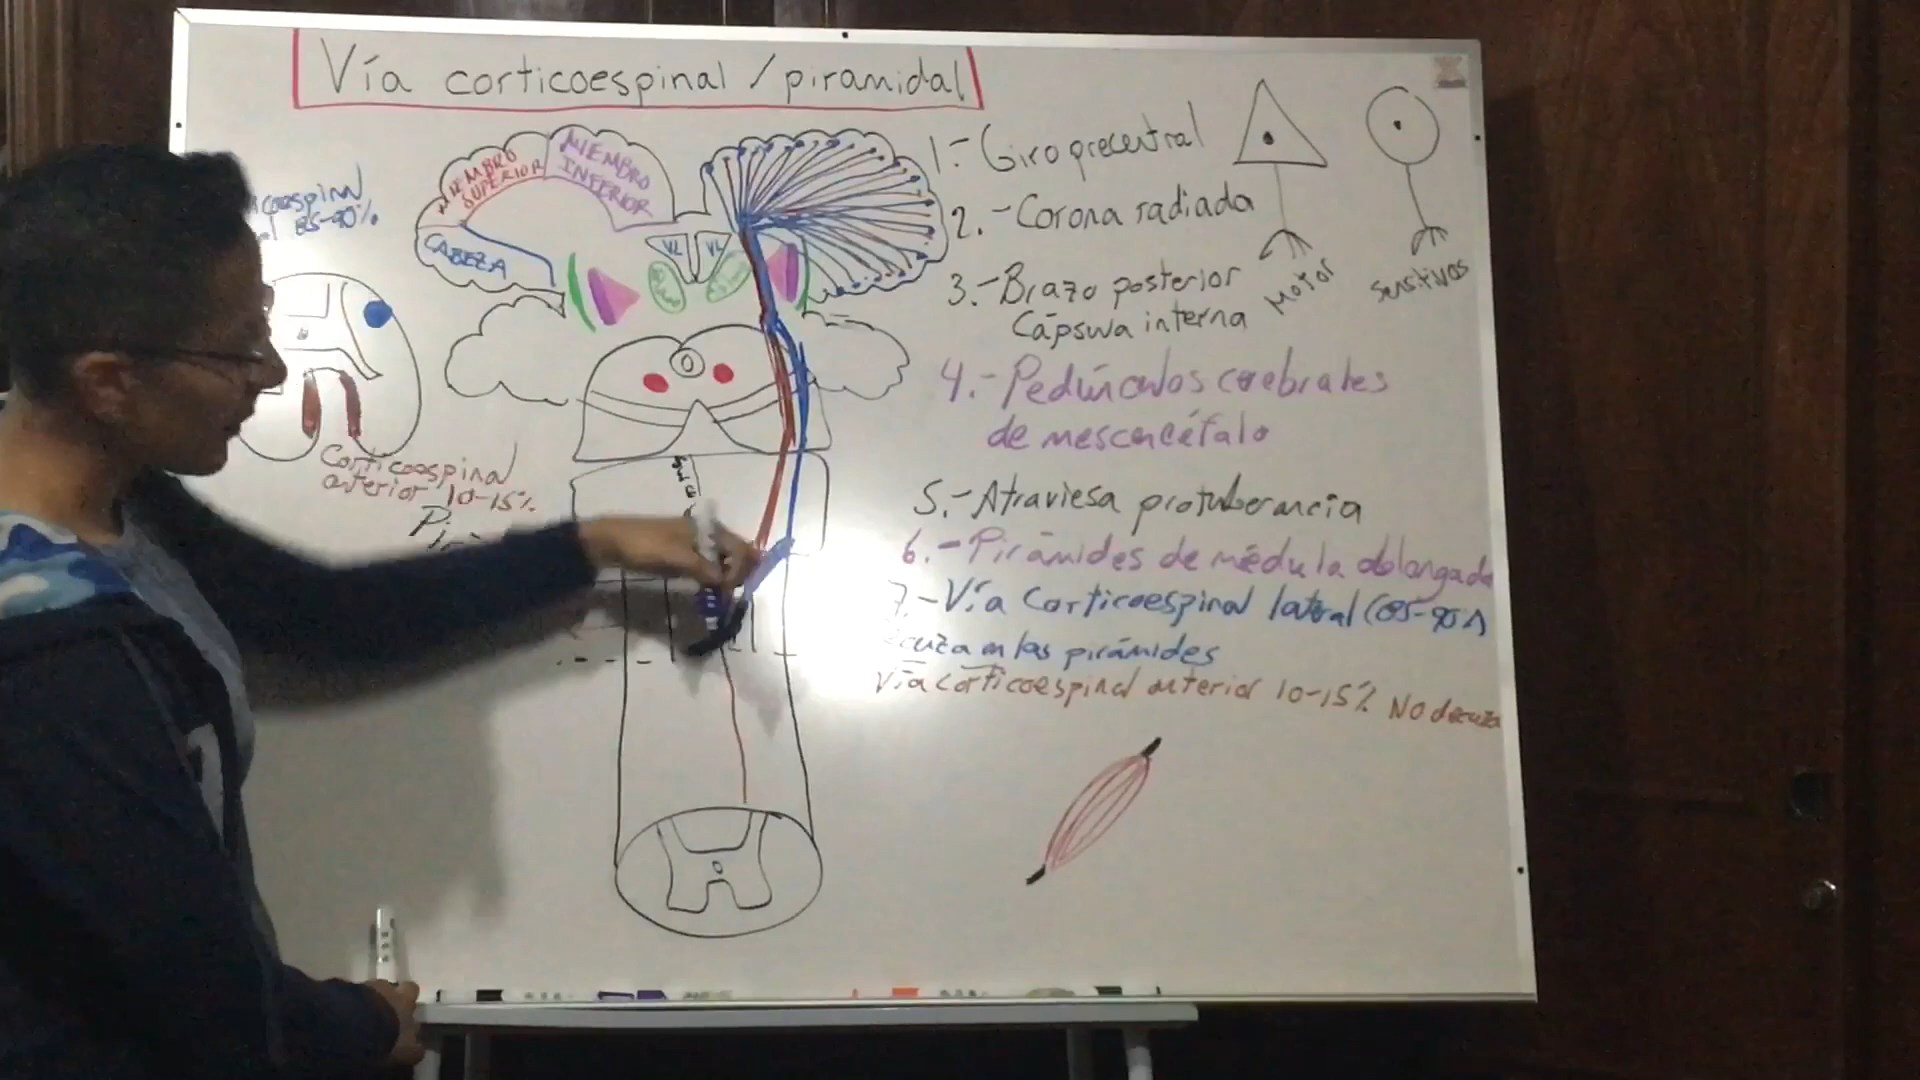 Vía corticoespinal / piramidal
85-90%
MIEMBRO
SUPERIOR
MIEMBRO
INFERIOR
CABEZA
VL VL
Corticoespinal
anterior 10-15%
1.- Giro precentral
2.- Corona radiada
3.- Brazo posterior
Cápsula interna
Motor
Sensitivos
4.- Pedúnculos cerebrales
de mesencéfalo
5.- Atraviesa protuberancia
6.- Pirámides de médula oblongada
7.- Vía Corticoespinal lateral (85-90%)
en las pirámides
Vía corticoespinal anterior 10-15% No decuza